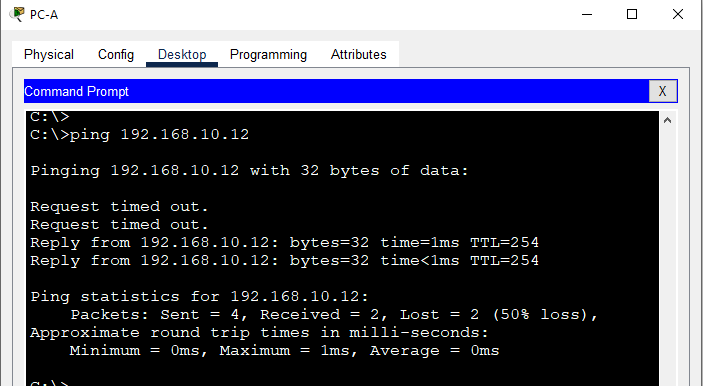 PC-A
Physical Config Desktop Programming Attributes
Command Prompt X
C:\>
C:\>ping 192.168.10.12
Pinging 192.168.10.12 with 32 bytes of data:
Request timed out.
Request timed out.
Reply from 192.168.10.12: bytes=32 time=1ms TTL=254
Reply from 192.168.10.12: bytes=32 time<1ms TTL=254
Ping statistics for 192.168.10.12:
Packets: Sent = 4, Received = 2, Lost = 2 (50% loss),
Approximate round trip times in milli-seconds:
Minimum = 0ms, Maximum = 1ms, Average = 0ms
C:\>